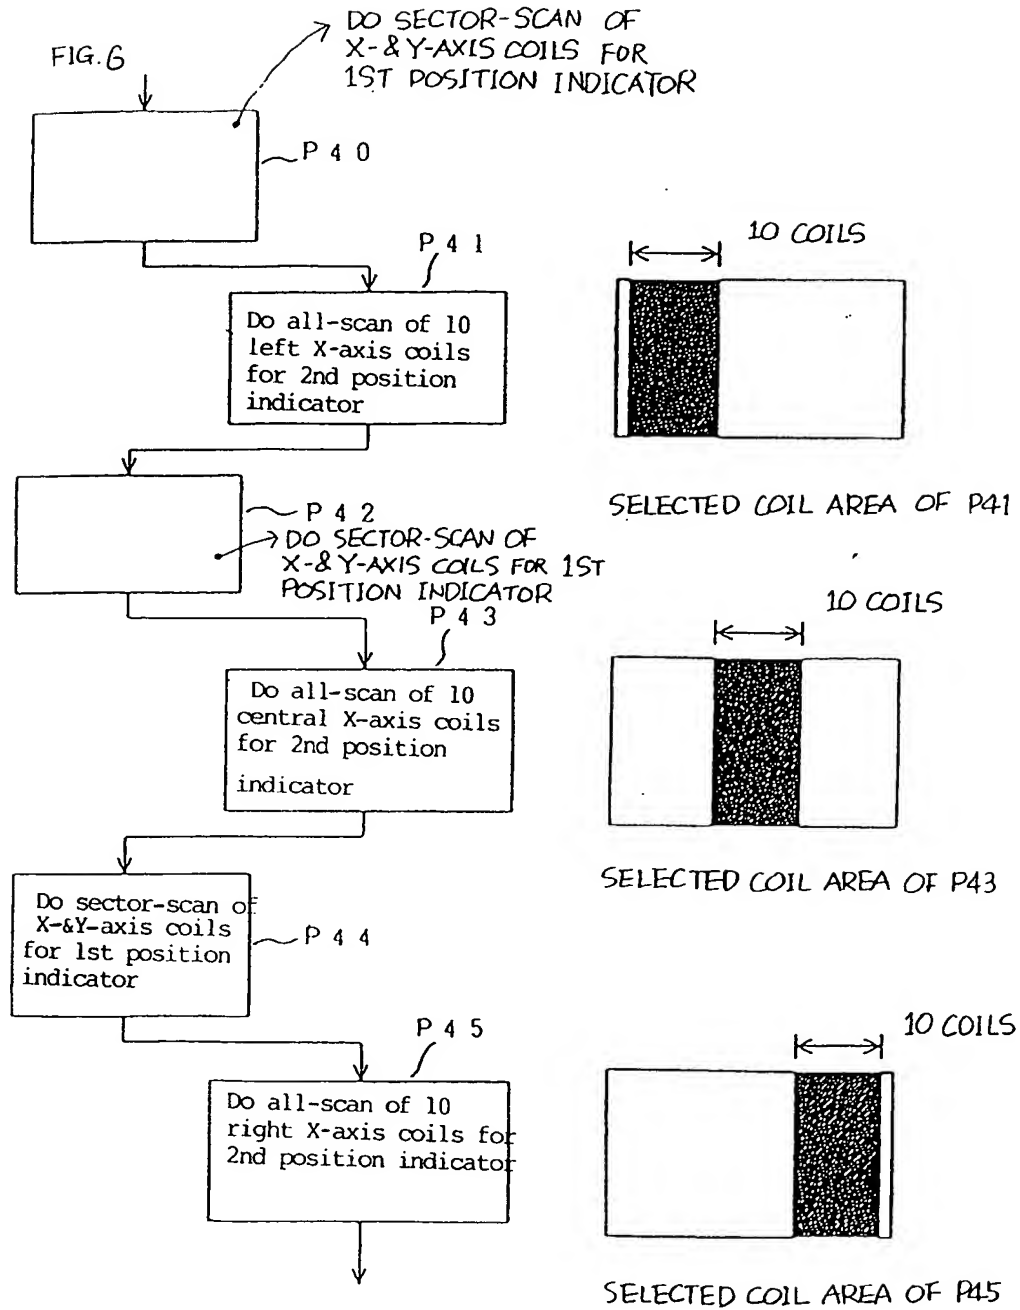 FIG.6
DO SECTOR-SCAN OF
X-&Y-AXIS COILS FOR
1ST POSITION INDICATOR
P 4 0
P 4 1
Do all-scan of 10
left X-axis coils
for 2nd position
indicator
10 COILS
SELECTED COIL AREA OF P41
P 4 2
DO SECTOR-SCAN OF
X-&Y-AXIS COILS FOR 1ST
POSITION INDICATOR
P 4 3
Do all-scan of 10
central X-axis coils
for 2nd position
indicator
10 COILS
SELECTED COIL AREA OF P43
Do sector-scan of
X-&Y-axis coils
for 1st position
indicator
P 4 4
P 4 5
Do all-scan of 10
right X-axis coils for
2nd position indicator
10 COILS
SELECTED COIL AREA OF P45